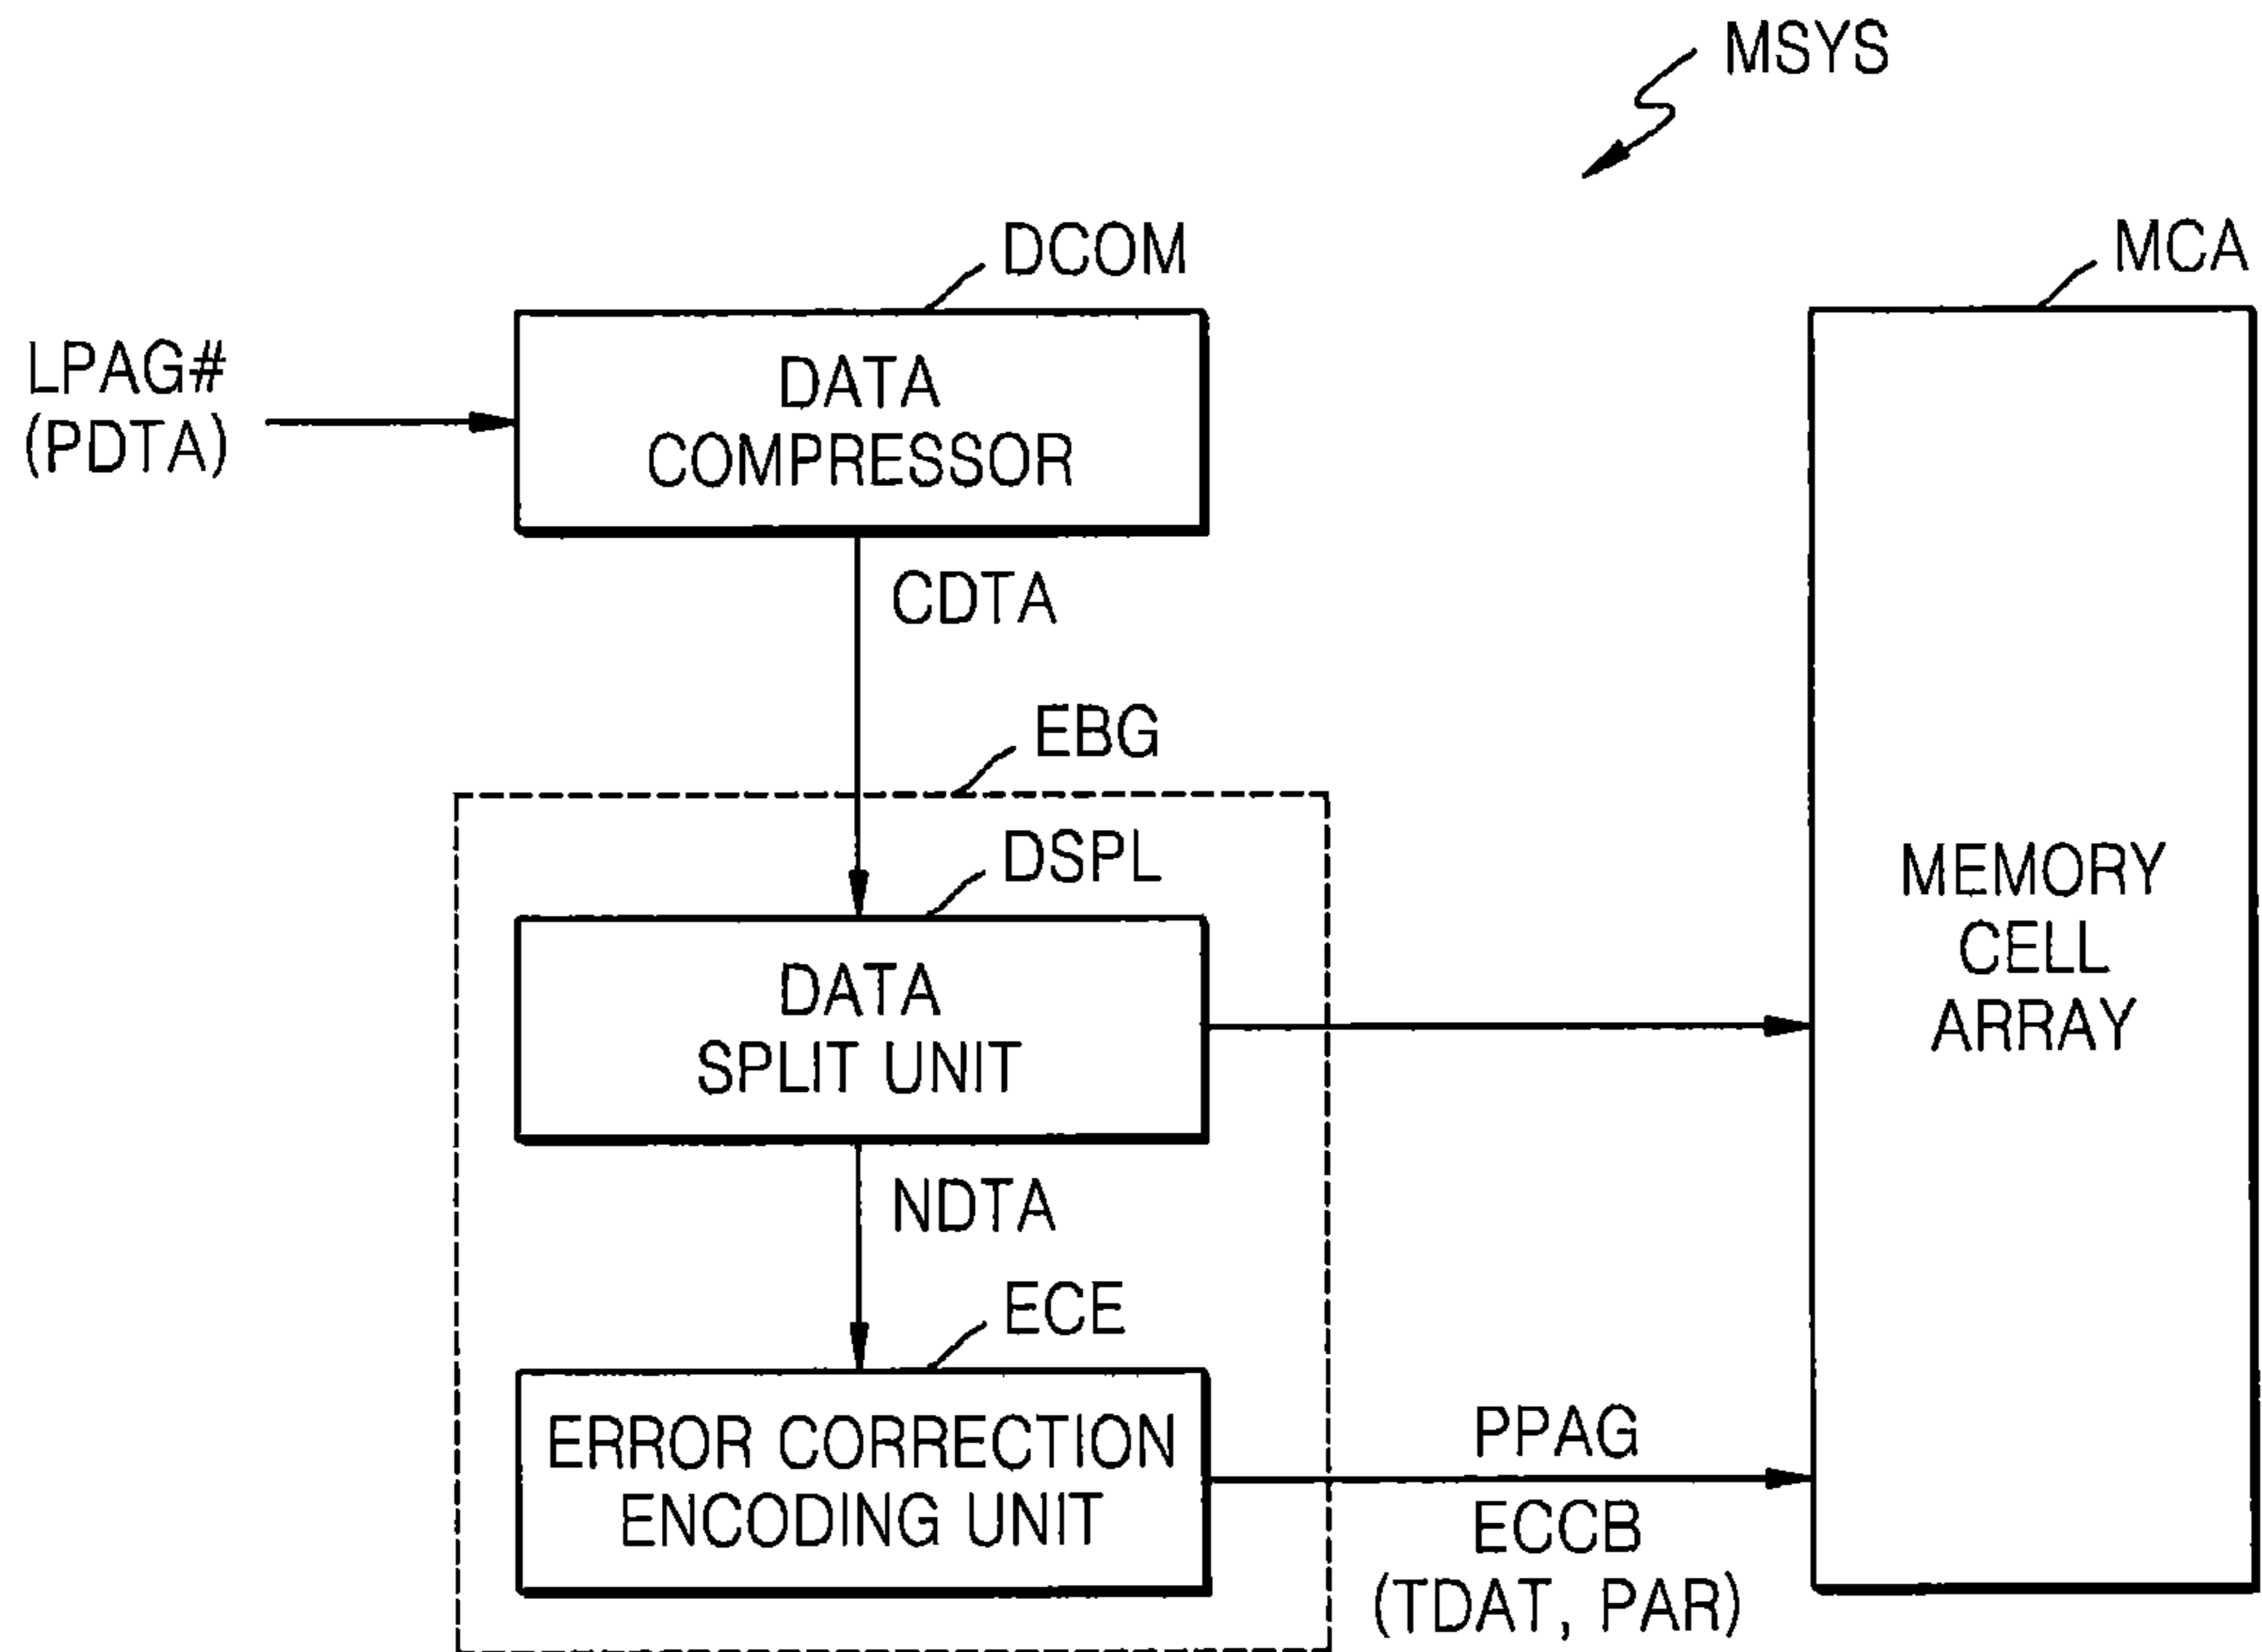 MSYS
DCOM
MCA
LPAG#
(PDTA)
DATA
COMPRESSOR
CDTA
EBG
DSPL
DATA
SPLIT UNIT
MEMORY
CELL
ARRAY
NDTA
ECE
ERROR CORRECTION
ENCODING UNIT
PPAG
ECCB
(TDAT, PAR)